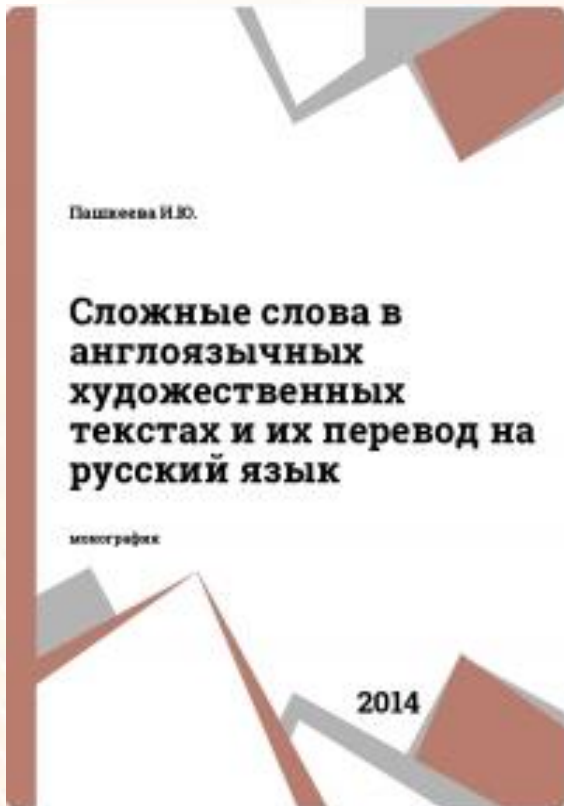 Пашкеева И.Ю.
Сложные слова в
англоязычных
художественных
текстах и их перевод на
русский язык
монография
2014